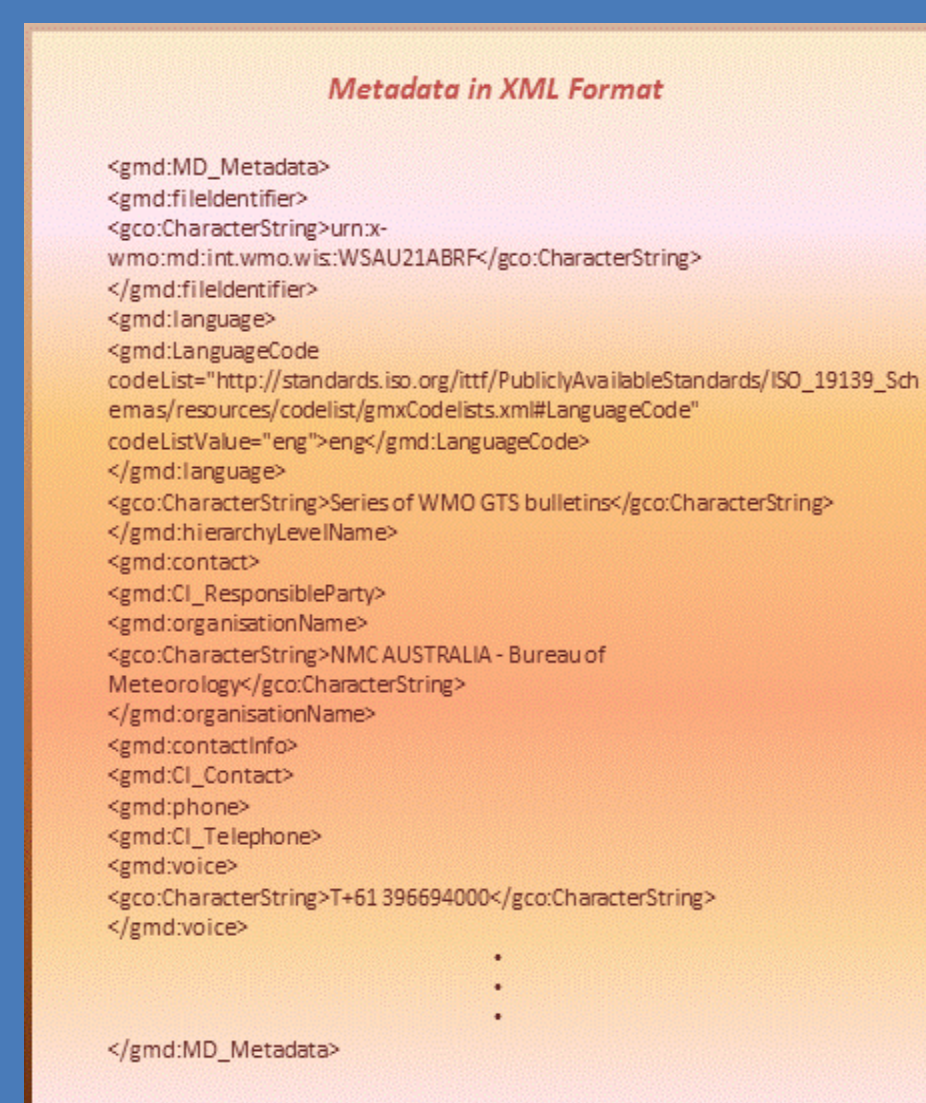 Metadata in XML Format
<gmd:MD_Metadata>
<gmd:fileIdentifier>
<gco:CharacterString>urn:x-
wmo:md:int.wmo.wis::WSAU21ABRF</gco:CharacterString>
</gmd:fileIdentifier>
<gmd:language>
<gmd:LanguageCode
codeList="http://standards.iso.org/ittf/PubliclyAvailableStandards/ISO_19139_Sch
emas/resources/codelist/gmxCodelists.xml#LanguageCode"
codeListValue="eng">eng</gmd:LanguageCode>
</gmd:language>
<gco:CharacterString>Series of WMO GTS bulletins</gco:CharacterString>
</gmd:hierarchyLevelName>
<gmd:contact>
<gmd:CI_ResponsibleParty>
<gmd:organisationName>
<gco:CharacterString>NMC AUSTRALIA - Bureau of
Meteorology</gco:CharacterString>
</gmd:organisationName>
<gmd:contactInfo>
<gmd:CI_Contact>
<gmd:phone>
<gmd:CI_Telephone>
<gmd:voice>
<gco:CharacterString>T+61 396694000</gco:CharacterString>
</gmd:voice>
•
•
•
</gmd:MD_Metadata>